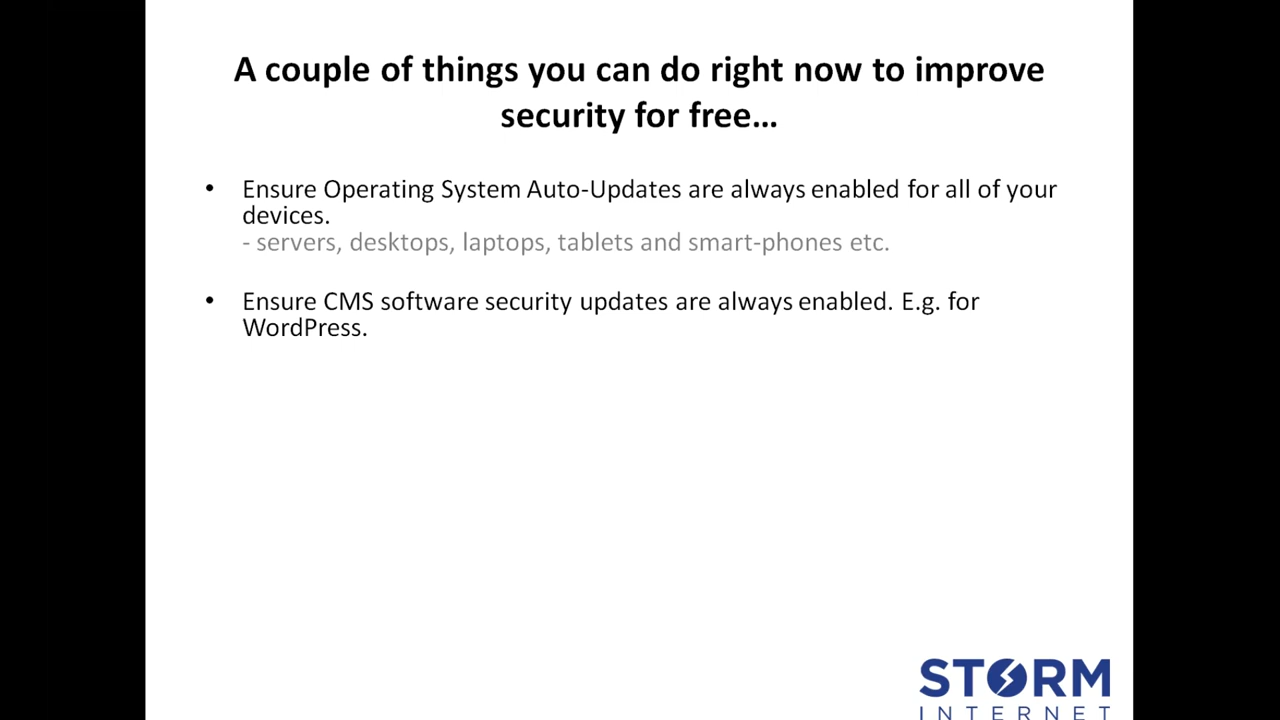 A couple of things you can do right now to improve
security for free…
• Ensure Operating System Auto-Updates are always enabled for all of your
devices.
- servers, desktops, laptops, tablets and smart-phones etc.
• Ensure CMS software security updates are always enabled. E.g. for
WordPress.
STORM
INTERNET